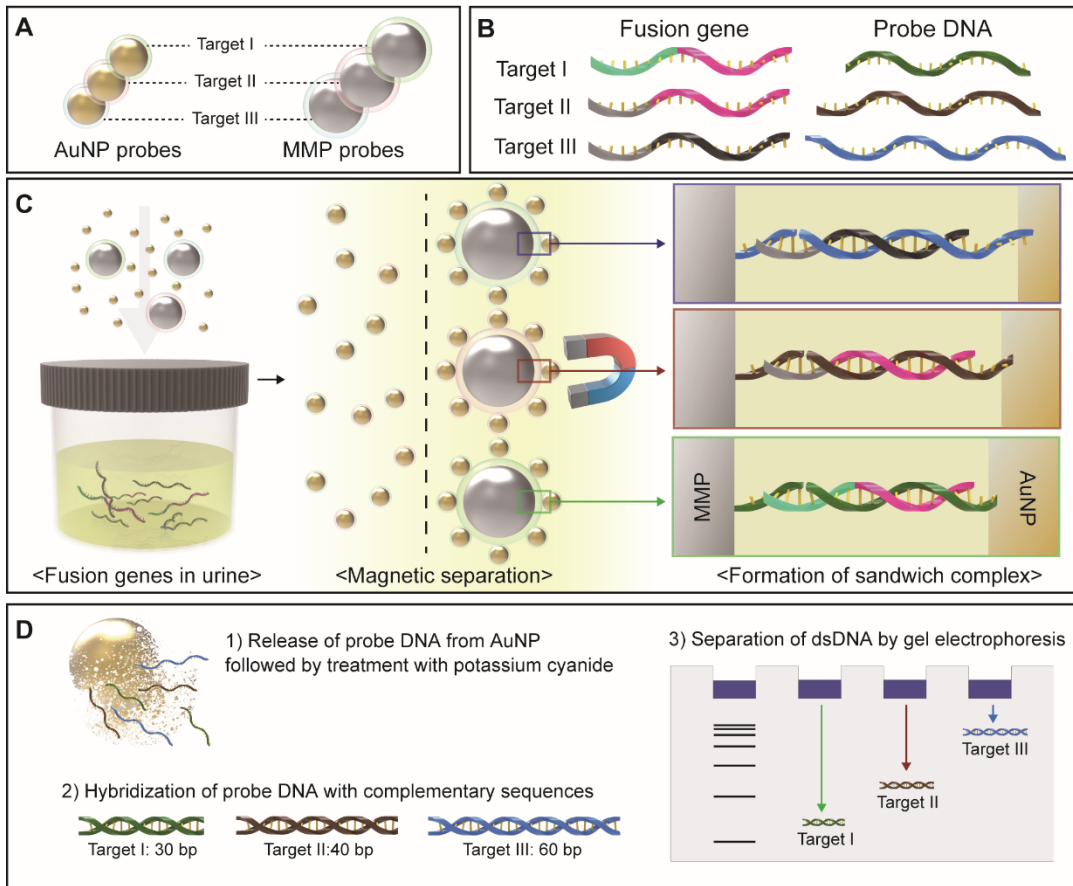 A
Target I
Target II
Target III
AuNP probes
MMP probes
B
Fusion gene
Probe DNA
Target I
Target II
Target III
C
MMP
AuNP
<Fusion genes in urine>
<Magnetic separation>
<Formation of sandwich complex>
D
1) Release of probe DNA from AuNP
followed by treatment with potassium cyanide
2) Hybridization of probe DNA with complementary sequences
Target I: 30 bp
Target II:40 bp
Target III: 60 bp
3) Separation of dsDNA by gel electrophoresis
Target III
Target II
Target I